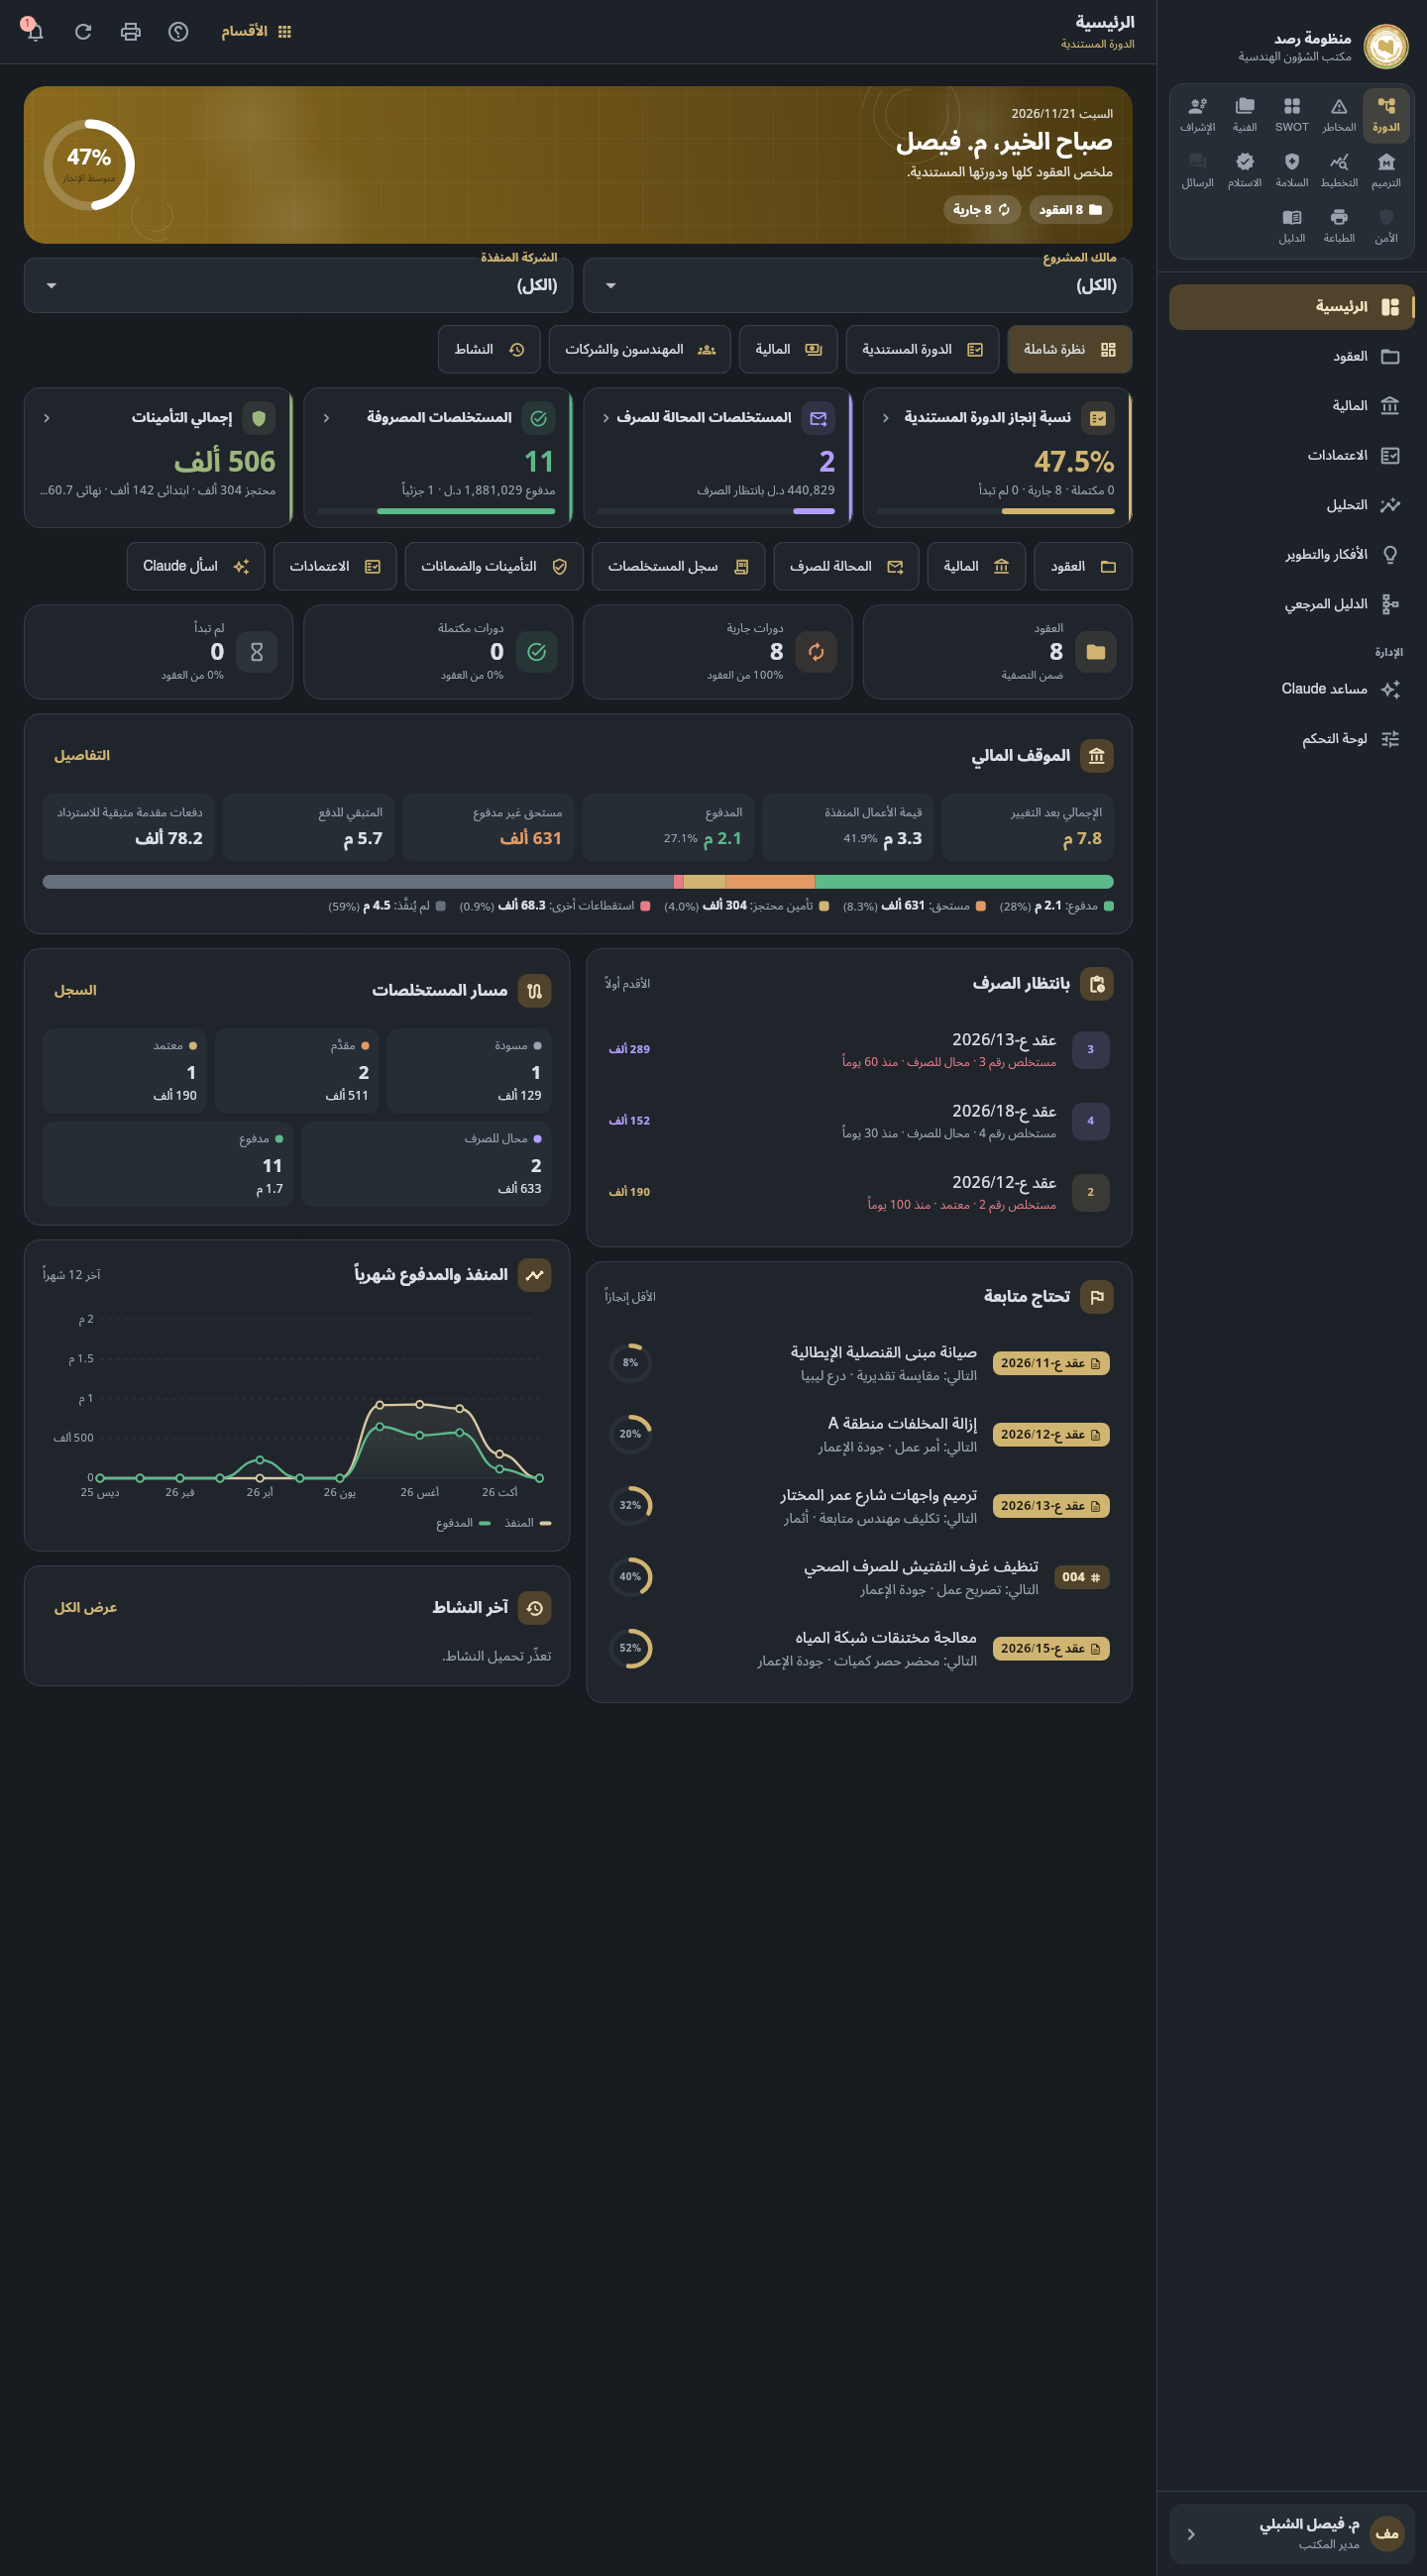 منظومة رصد
مكتب الشؤون الهندسية
الدورة
المخاطر
SWOT
الفنية
الإشراف
الترميم
التخطيط
السلامة
الاستلام
الرسائل
الأمن
الطباعة
الدليل
الرئيسية
العقود
المالية
الاعتمادات
التحليل
الأفكار والتطوير
الدليل المرجعي
الإدارة
مساعد Claude
لوحة التحكم
مف
م. فيصل الشبلي
مدير المكتب
الرئيسية
الدورة المستندية
الأقسام
1
السبت 2026/11/21
صباح الخير، م. فيصل
ملخص العقود كلها ودورتها المستندية.
8 العقود
8 جارية
47%
متوسط الإنجاز
مالك المشروع
(الكل)
الشركة المنفذة
(الكل)
نظرة شاملة
الدورة المستندية
المالية
المهندسون والشركات
النشاط
نسبة إنجاز الدورة المستندية
47.5%
0 مكتملة · 8 جارية · 0 لم تبدأ
المستخلصات المحالة للصرف
2
440,829 د.ل بانتظار الصرف
المستخلصات المصروفة
11
مدفوع 1,881,029 د.ل · 1 جزئياً
إجمالي التأمينات
506 ألف
محتجز 304 ألف · ابتدائي 142 ألف · نهائي 60.7...
العقود
المالية
المحالة للصرف
سجل المستخلصات
التأمينات والضمانات
الاعتمادات
اسأل Claude
العقود
8
ضمن التصفية
دورات جارية
8
100% من العقود
دورات مكتملة
0
0% من العقود
لم تبدأ
0
0% من العقود
الموقف المالي
التفاصيل
الإجمالي بعد التغيير
7.8 م
قيمة الأعمال المنفذة
3.3 م 41.9%
المدفوع
2.1 م 27.1%
مستحق غير مدفوع
631 ألف
المتبقي للدفع
5.7 م
دفعات مقدمة متبقية للاسترداد
78.2 ألف
مدفوع: 2.1 م (28%)
مستحق: 631 ألف (8.3%)
تأمين محتجز: 304 ألف (4.0%)
استقطاعات أخرى: 68.3 ألف (0.9%)
لم يُنفَّذ: 4.5 م (59%)
بانتظار الصرف
الأقدم أولاً
3
عقد ع-2026/13
مستخلص رقم 3 · محال للصرف · منذ 60 يوماً
289 ألف
4
عقد ع-2026/18
مستخلص رقم 4 · محال للصرف · منذ 30 يوماً
152 ألف
2
عقد ع-2026/12
مستخلص رقم 2 · معتمد · منذ 100 يوماً
190 ألف
مسار المستخلصات
السجل
مسودة
1
129 ألف
مقدَّم
2
511 ألف
معتمد
1
190 ألف
محال للصرف
2
633 ألف
مدفوع
11
1.7 م
تحتاج متابعة
الأقل إنجازاً
عقد ع-2026/11
صيانة مبنى القنصلية الإيطالية
التالي: مقايسة تقديرية · درع ليبيا
8%
عقد ع-2026/12
إزالة المخلفات منطقة A
التالي: أمر عمل · جودة الإعمار
20%
عقد ع-2026/13
ترميم واجهات شارع عمر المختار
التالي: تكليف مهندس متابعة · أثمار
32%
# 004
تنظيف غرف التفتيش للصرف الصحي
التالي: تصريح عمل · جودة الإعمار
40%
عقد ع-2026/15
معالجة مختنقات شبكة المياه
التالي: محضر حصر كميات · جودة الإعمار
52%
المنفذ والمدفوع شهرياً
آخر 12 شهراً
2 م
1.5 م
1 م
500 ألف
0
ديس 25
فبر 26
أبر 26
يون 26
أغس 26
أكت 26
المنفذ
المدفوع
آخر النشاط
عرض الكل
تعذّر تحميل النشاط.